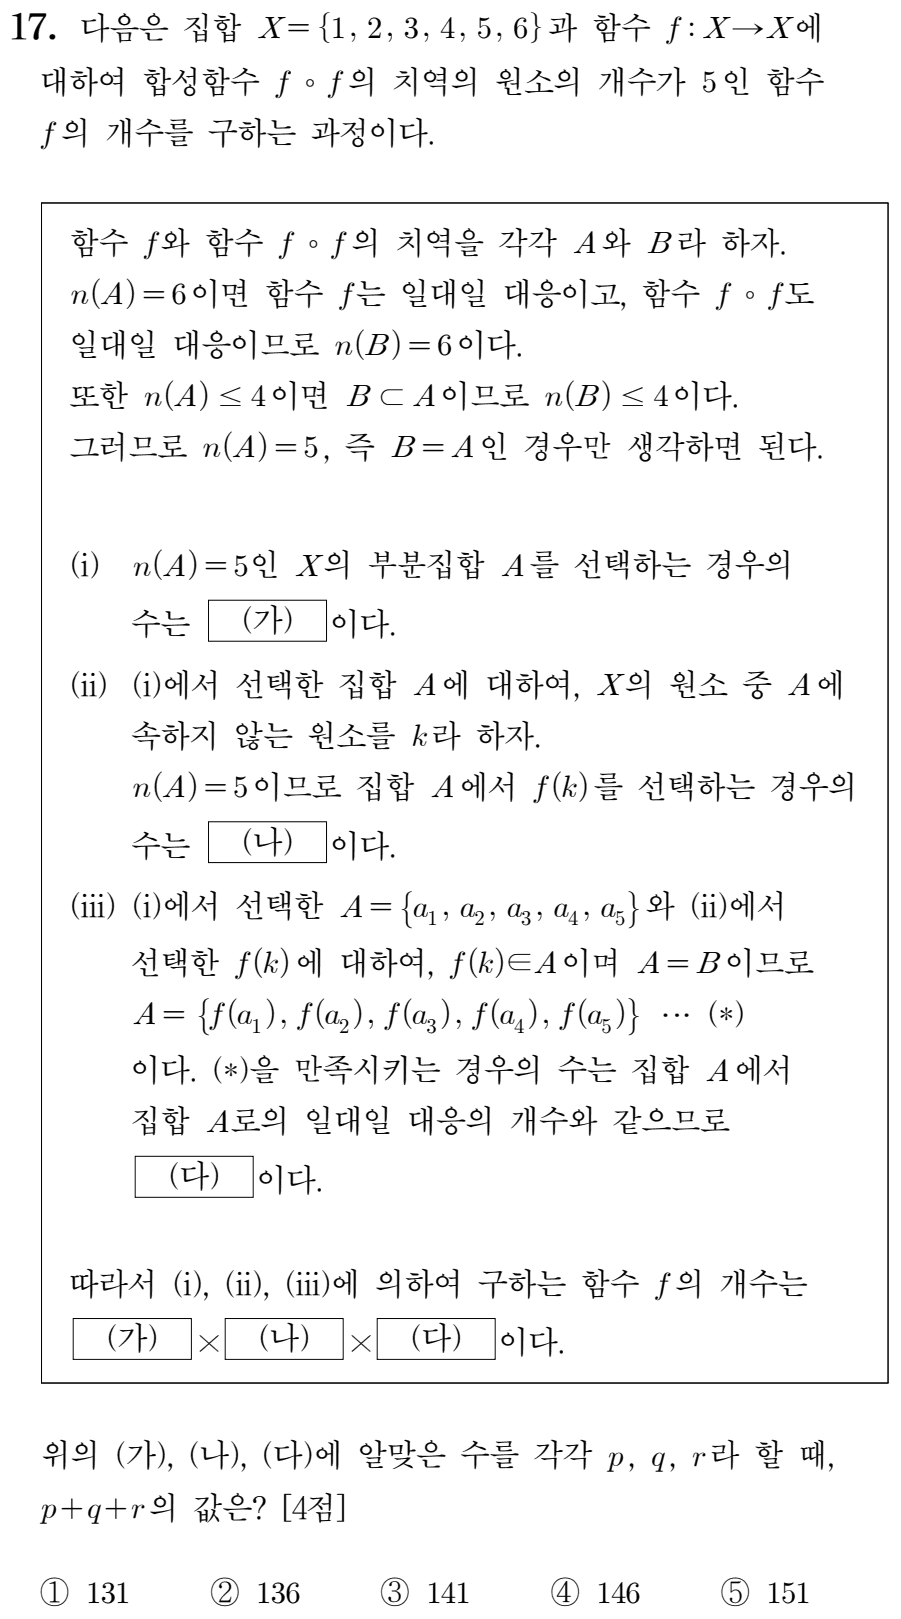 17. 다음은 집합 X={1, 2, 3, 4, 5, 6}과 함수 f : X→X에
대하여 합성함수 f∘f의 치역의 원소의 개수가 5인 함수
f의 개수를 구하는 과정이다.
함수 f와 함수 f∘f의 치역을 각각 A와 B라 하자.
n(A)=6이면 함수 f는 일대일 대응이고, 함수 f∘f도
일대일 대응이므로 n(B)=6이다.
또한 n(A)≤4이면 B⊂A이므로 n(B)≤4이다.
그러므로 n(A)=5, 즉 B=A인 경우만 생각하면 된다.
(i) n(A)=5인 X의 부분집합 A를 선택하는 경우의
수는 (가) 이다.
(ii) (i)에서 선택한 집합 A에 대하여, X의 원소 중 A에
속하지 않는 원소를 k라 하자.
n(A)=5이므로 집합 A에서 f(k)를 선택하는 경우의
수는 (나) 이다.
(iii) (i)에서 선택한 A={a₁, a₂, a₃, a₄, a₅}와 (ii)에서
선택한 f(k)에 대하여, f(k)∈A이며 A=B이므로
A={f(a₁), f(a₂), f(a₃), f(a₄), f(a₅)} ⋯ (*)
이다. (*)을 만족시키는 경우의 수는 집합 A에서
집합 A로의 일대일 대응의 개수와 같으므로
(다) 이다.
따라서 (i), (ii), (iii)에 의하여 구하는 함수 f의 개수는
(가) × (나) × (다) 이다.
위의 (가), (나), (다)에 알맞은 수를 각각 p, q, r라 할 때,
p+q+r의 값은? [4점]
① 131 ② 136 ③ 141 ④ 146 ⑤ 151